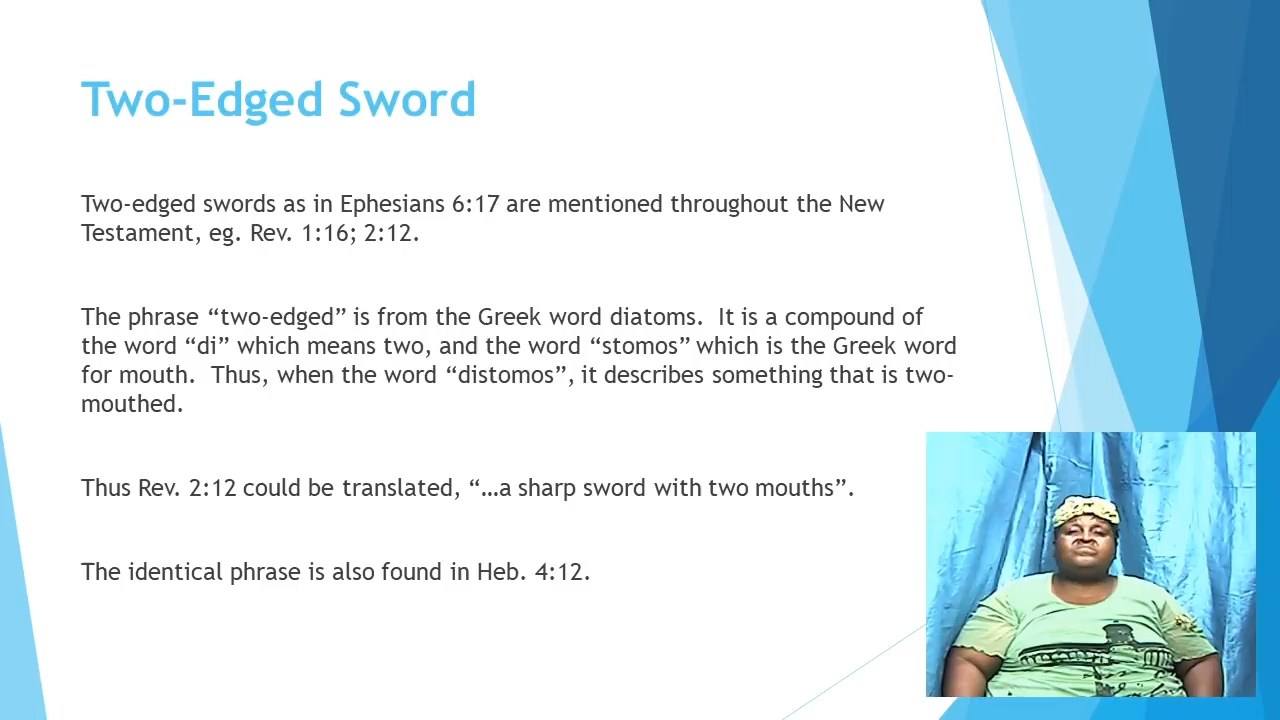 Two-Edged Sword
Two-edged swords as in Ephesians 6:17 are mentioned throughout the New
Testament, eg. Rev. 1:16; 2:12.
The phrase “two-edged” is from the Greek word diatoms.  It is a compound of
the word “di” which means two, and the word “stomos” which is the Greek word
for mouth.  Thus, when the word “distomos”, it describes something that is two-
mouthed.
Thus Rev. 2:12 could be translated, “…a sharp sword with two mouths”.
The identical phrase is also found in Heb. 4:12.